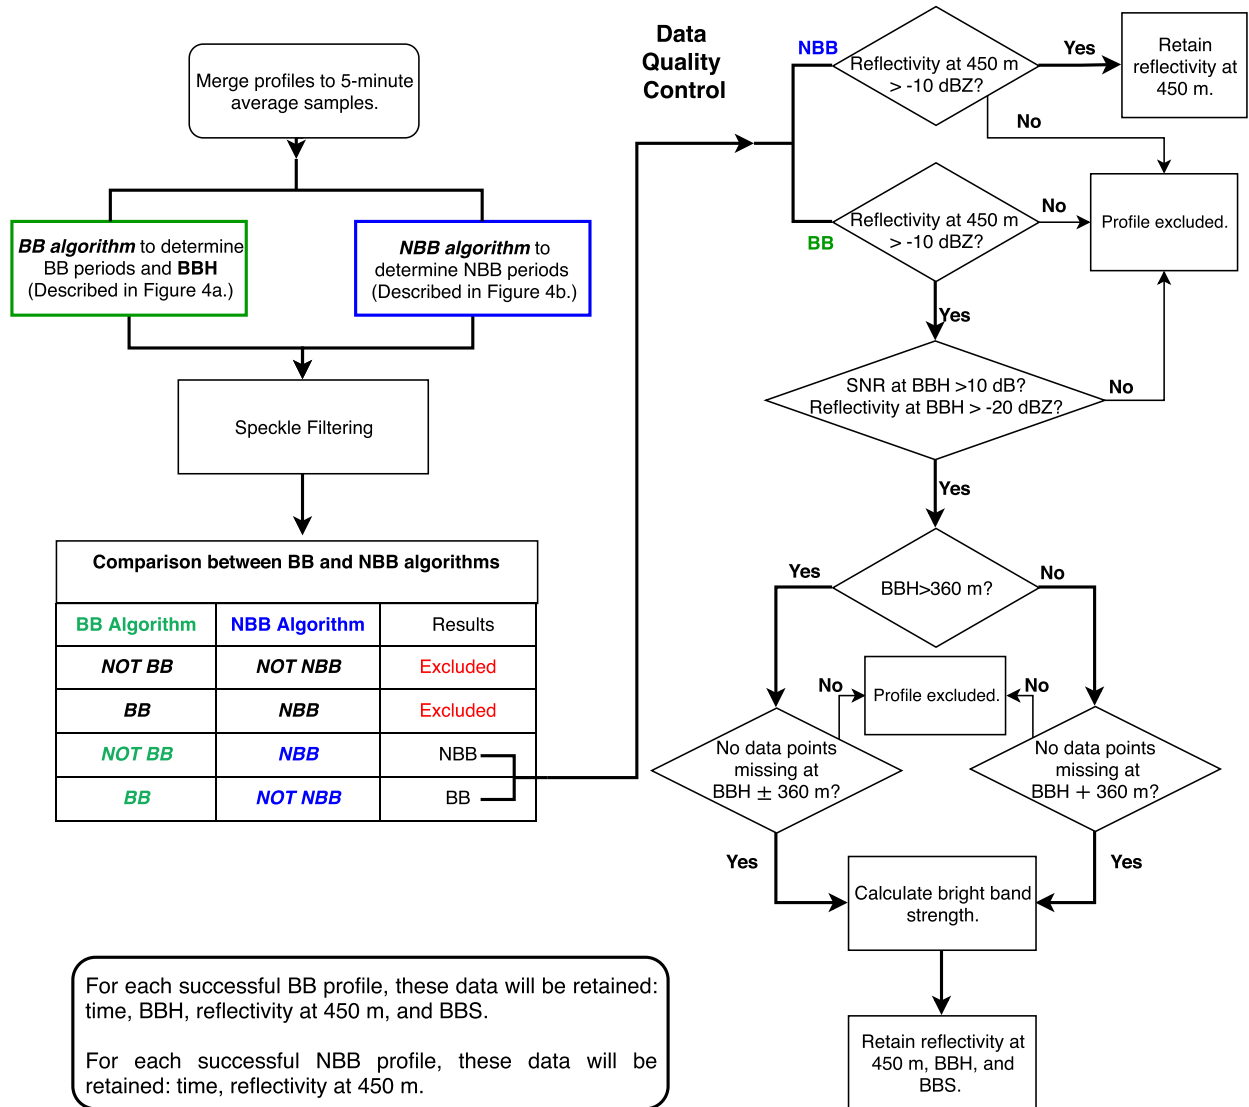 Merge profiles to 5-minute
average samples.
BB algorithm to determine
BB periods and BBH
(Described in Figure 4a.)
NBB algorithm to
determine NBB periods
(Described in Figure 4b.)
Speckle Filtering
Comparison between BB and NBB algorithms
BB Algorithm NBB Algorithm Results
NOT BB NOT NBB Excluded
BB NBB Excluded
NOT BB NBB NBB
BB NOT NBB BB
Data
Quality
Control
NBB
Reflectivity at 450 m
> -10 dBZ?
Yes
Retain
reflectivity at
450 m.
No
BB
Reflectivity at 450 m
> -10 dBZ?
No
Profile excluded.
Yes
SNR at BBH >10 dB?
Reflectivity at BBH > -20 dBZ?
No
Yes
BBH>360 m?
Yes
No
No
Profile excluded.
No
No data points
missing at
BBH ± 360 m?
No data points
missing at
BBH + 360 m?
Yes
Yes
Calculate bright band
strength.
Retain reflectivity at
450 m, BBH, and
BBS.
For each successful BB profile, these data will be retained:
time, BBH, reflectivity at 450 m, and BBS.
For each successful NBB profile, these data will be
retained: time, reflectivity at 450 m.